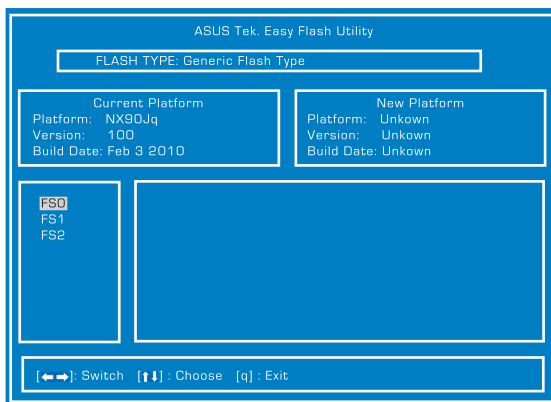 ASUS Tek. Easy Flash Utility
FLASH TYPE: Generic Flash Type
Current Platform
Platform: NX90Jq
Version: 100
Build Date: Feb 3 2010
New Platform
Platform: Unkown
Version: Unkown
Build Date: Unkown
FS0
FS1
FS2
[←→]: Switch [↑↓] : Choose [q] : Exit